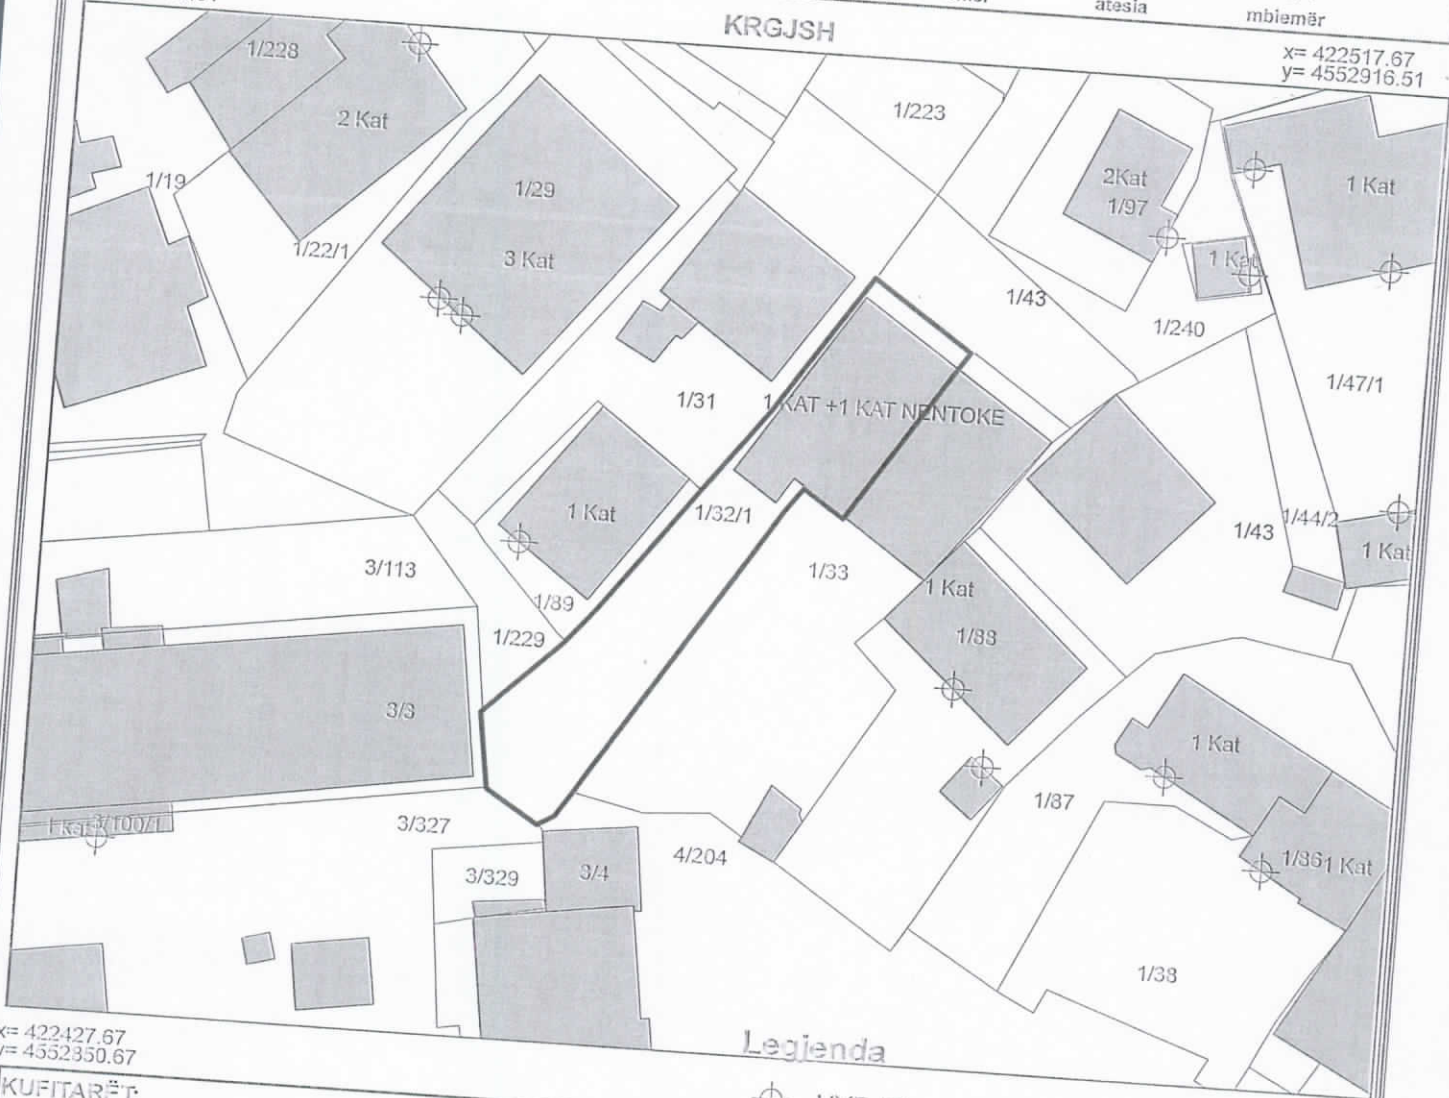 atesia
mbiemër
KRGJSH
x= 422517.67
y= 4552916.51
1/228
2 Kat
1/19
1/22/1
1/29
3 Kat
1/223
2Kat
1/97
1 Kat
1 Kat
1/43
1/240
1/47/1
1/31
1 KAT +1 KAT NENTOKE
1 Kat
1/32/1
1/33
1/43
1/44/2
1 Kat
3/113
1/89
1/229
1 Kat
1/88
3/3
1 Kat
1/87
1 kat
3/100/1
3/327
3/329
3/4
4/204
1/86
1 Kat
1/38
x= 422427.67
y= 4552850.67
Legjenda
KUFITARËT: